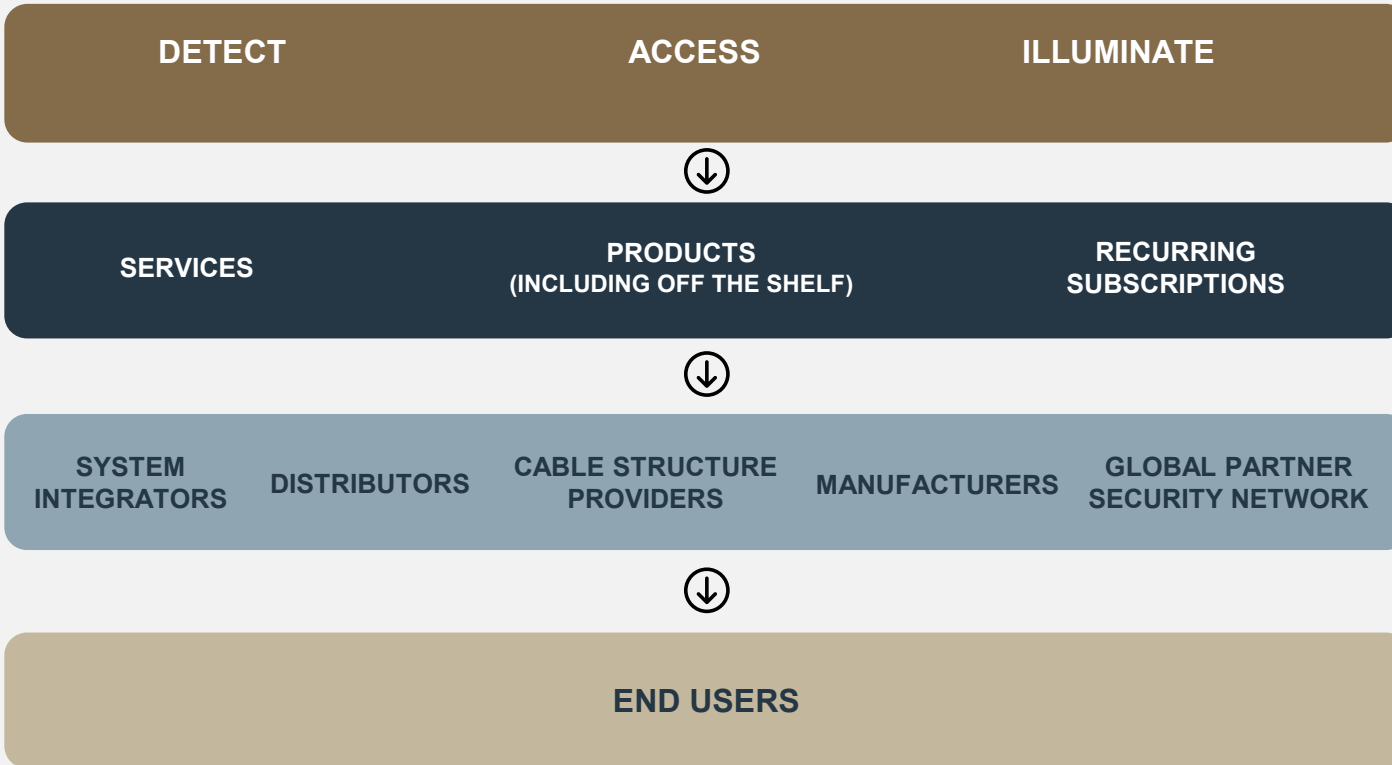 DETECT ACCESS ILLUMINATE
SERVICES
PRODUCTS
(INCLUDING OFF THE SHELF)
RECURRING
SUBSCRIPTIONS
SYSTEM
INTEGRATORS
DISTRIBUTORS
CABLE STRUCTURE
PROVIDERS
MANUFACTURERS
GLOBAL PARTNER
SECURITY NETWORK
END USERS